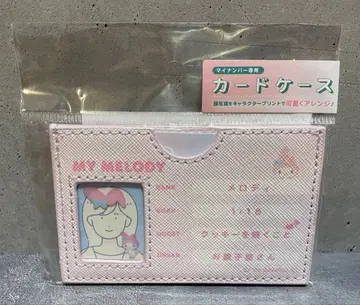 マイナンバー専用
カードケース
顔写真をキャラクタープリントで可愛くアレンジ♪
MY MELODY
NAME
メロディ
BORN
1・18
HOBBY
クッキーを焼くこと
DREAM
お菓子屋さん